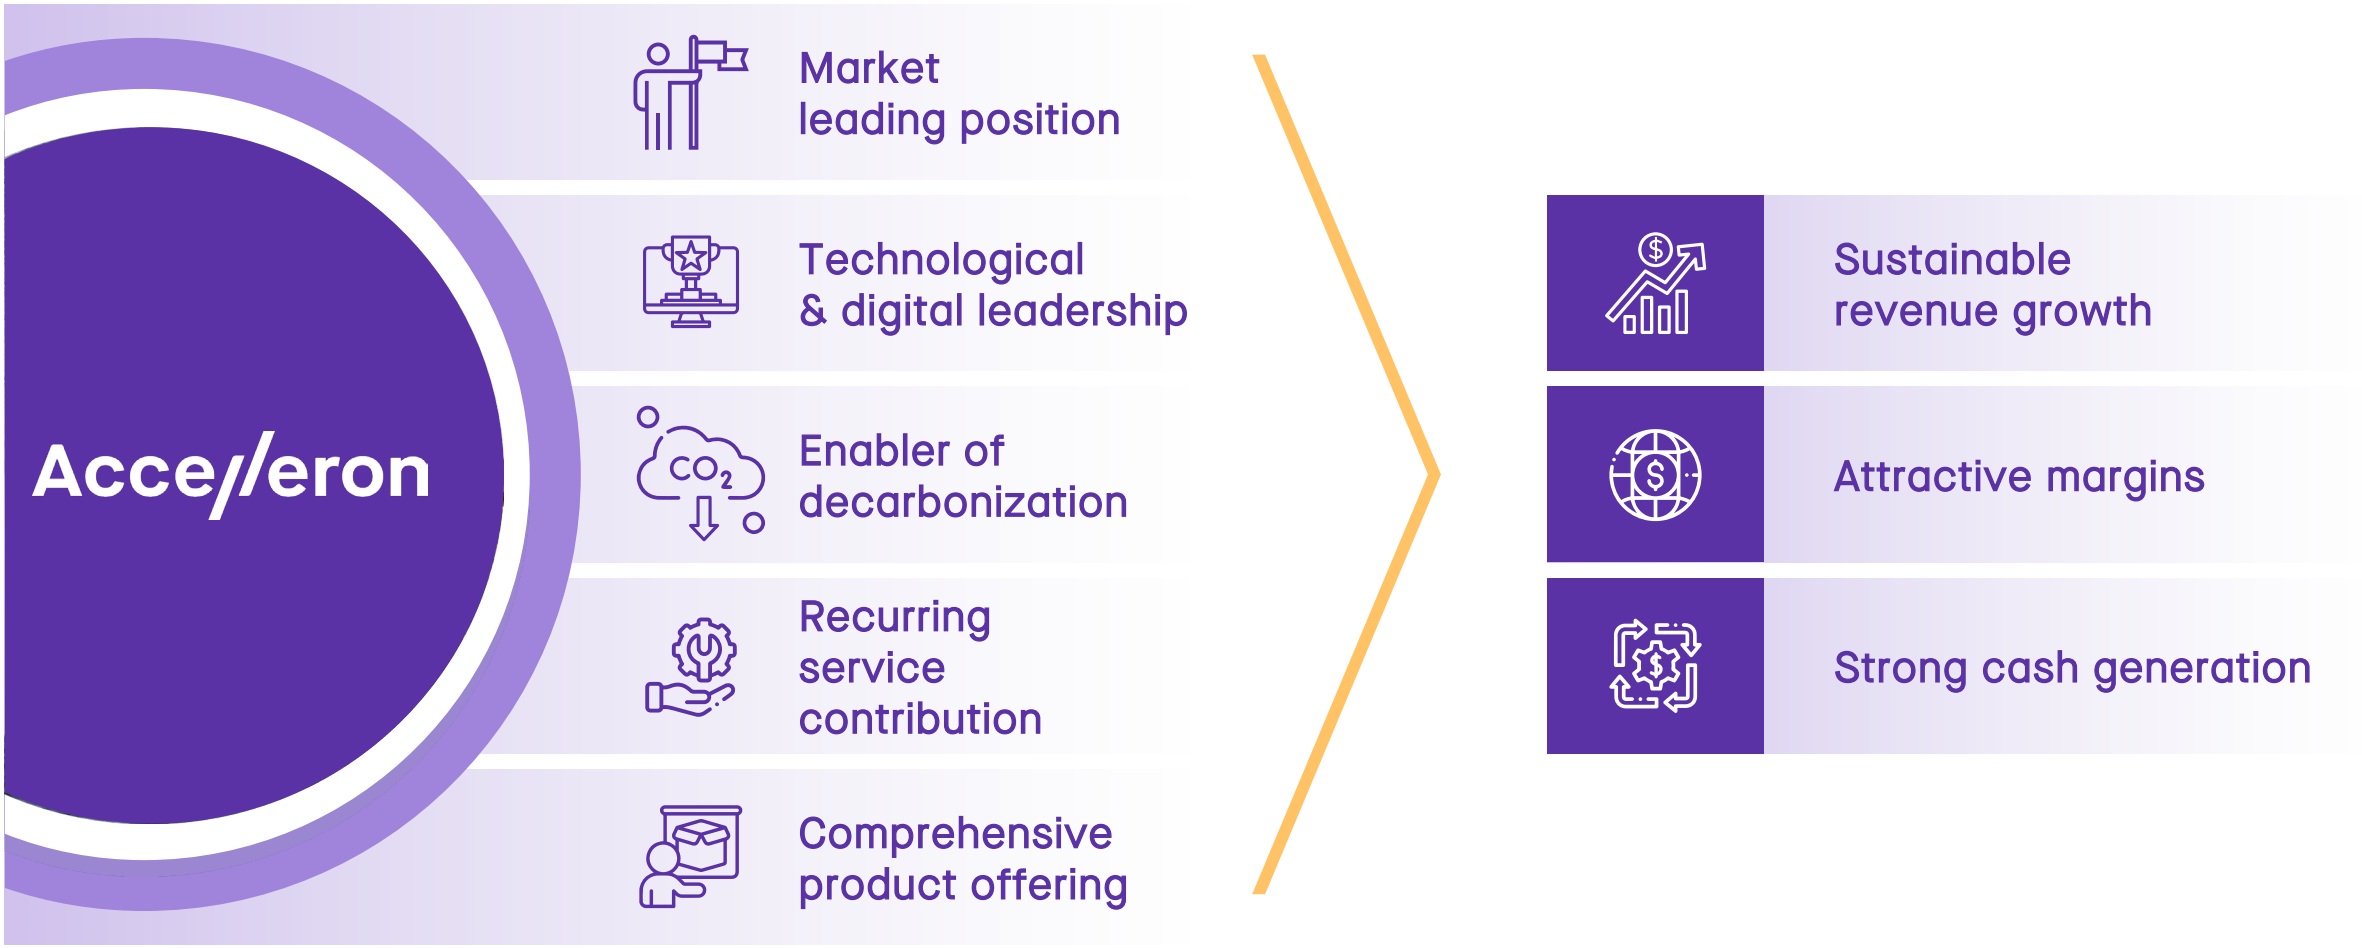 Accelleron
Market
leading position
Technological
& digital leadership
Enabler of
decarbonization
CO₂
Recurring
service
contribution
Comprehensive
product offering
$
Sustainable
revenue growth
$
Attractive margins
$
Strong cash generation